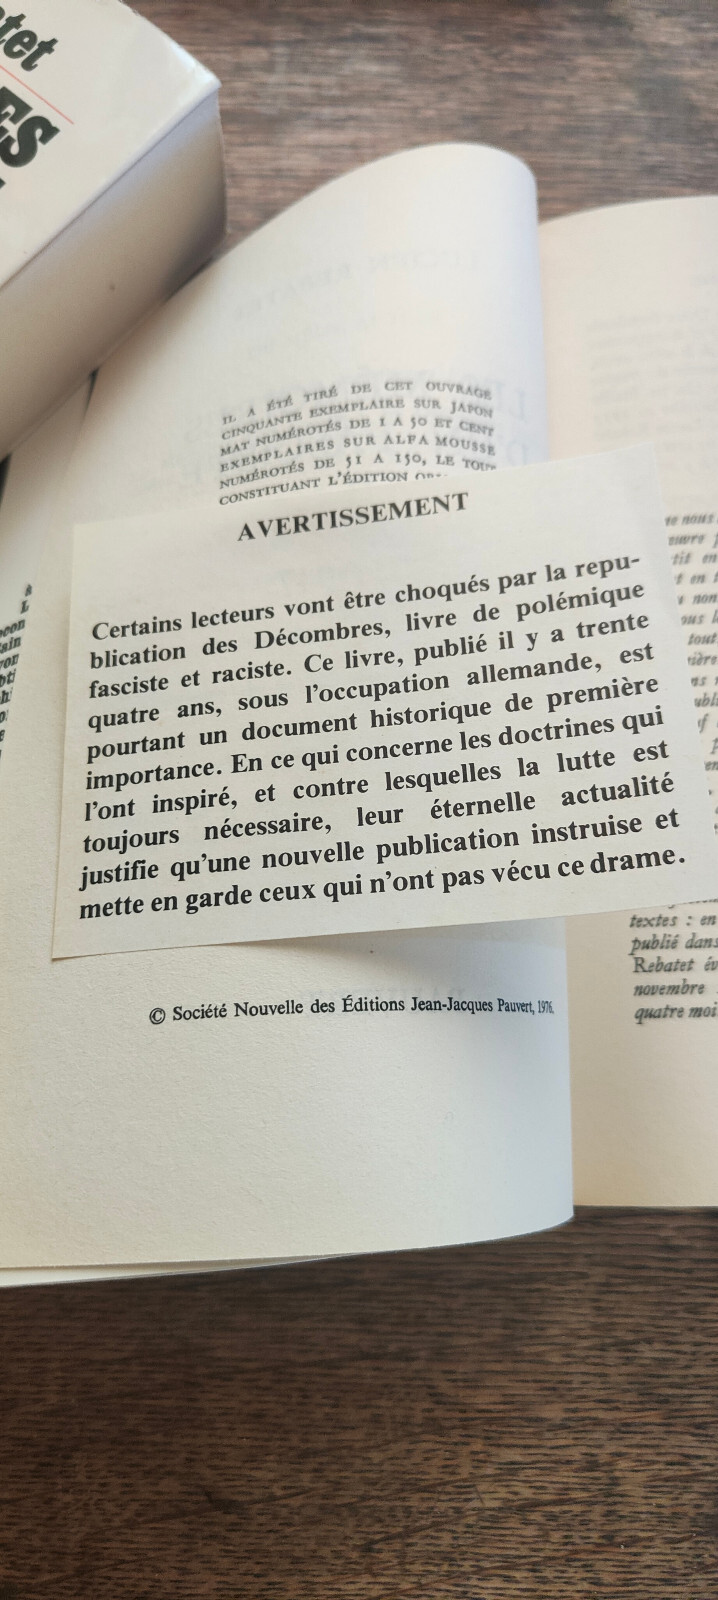 ES
IL A ÉTÉ TIRÉ DE CET OUVRAGE
CINQUANTE EXEMPLAIRE SUR JAPON
MAT NUMÉROTÉS DE 1 A 50 ET CENT
EXEMPLAIRES SUR ALFA MOUSSE
NUMÉROTÉS DE 51 A 150, LE TOUT
CONSTITUANT L'ÉDITION
AVERTISSEMENT
Certains lecteurs vont être choqués par la repu-
blication des Décombres, livre de polémique
fasciste et raciste. Ce livre, publié il y a trente
quatre ans, sous l'occupation allemande, est
pourtant un document historique de première
importance. En ce qui concerne les doctrines qui
l'ont inspiré, et contre lesquelles la lutte est
toujours nécessaire, leur éternelle actualité
justifie qu'une nouvelle publication instruise et
mette en garde ceux qui n'ont pas vécu ce drame.
© Société Nouvelle des Éditions Jean-Jacques Pauvert, 1976.
nous
en
tout
textes : en
publié dans
Rebatet
novembre
quatre